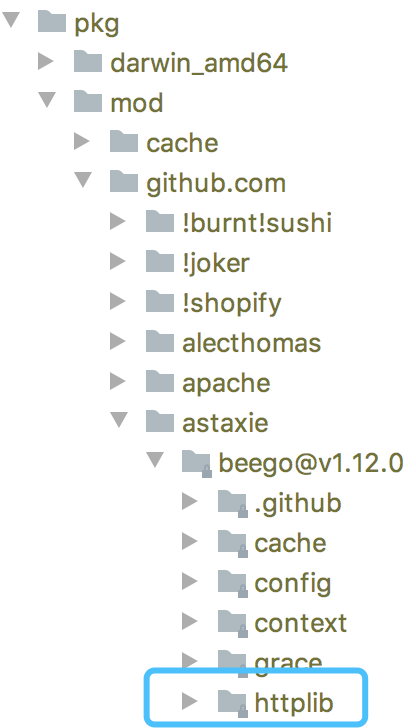 pkg
darwin_amd64
mod
cache
github.com
!burnt!sushi
!joker
!shopify
alecthomas
apache
astaxie
beego@v1.12.0
.github
cache
config
context
grace
httplib